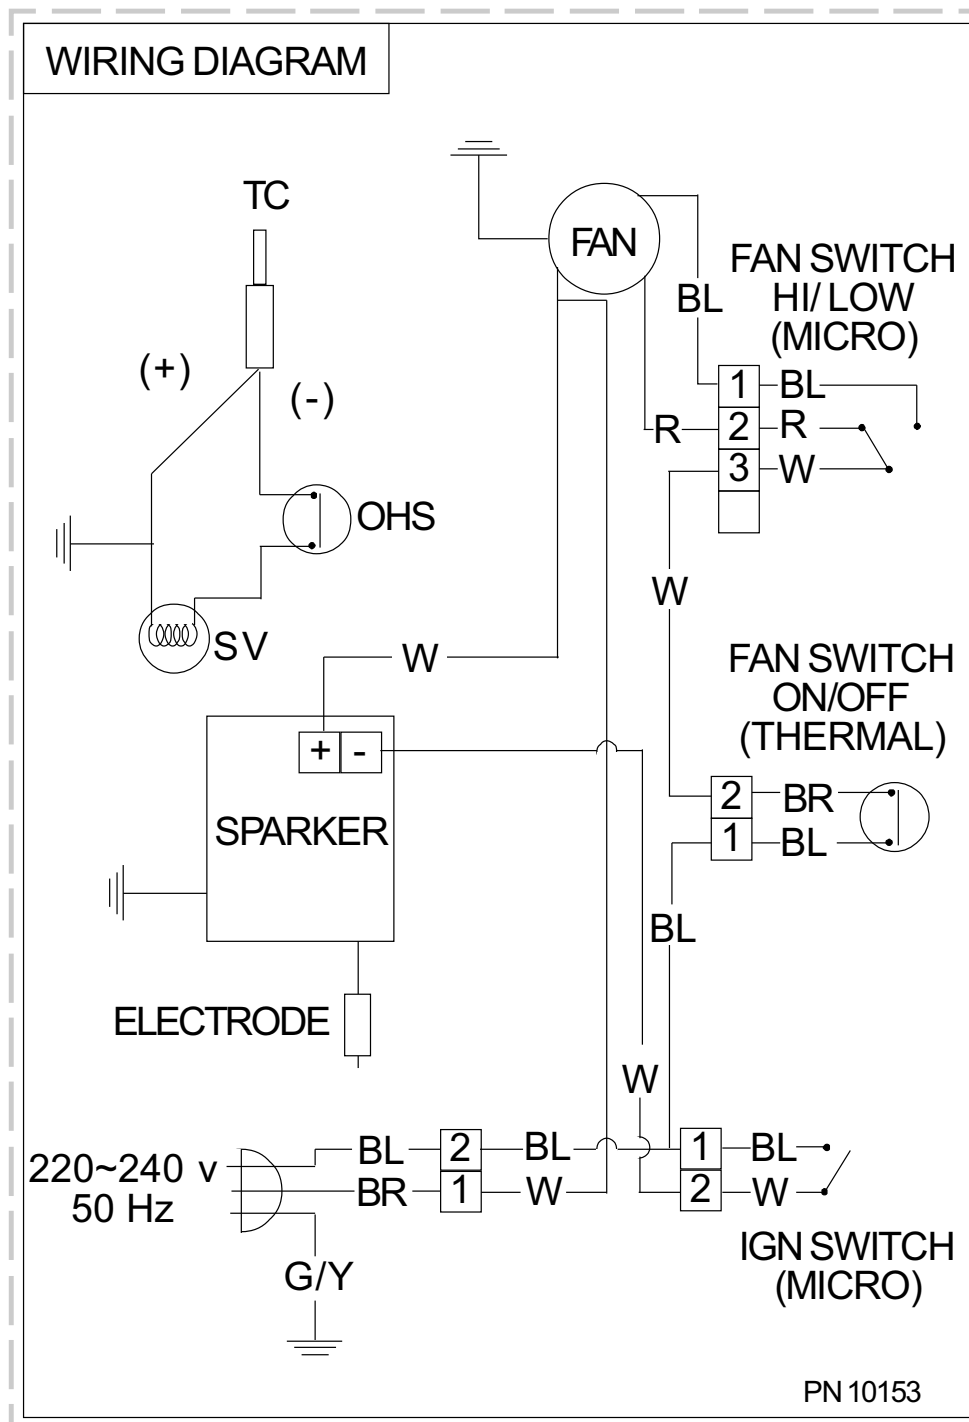 WIRING DIAGRAM
TC
(+)
(-)
OHS
SV
FAN
BL
FAN SWITCH
HI/ LOW
(MICRO)
1 BL
R 2 R
3 W
W
W
FAN SWITCH
ON/OFF
(THERMAL)
+ -
SPARKER
2 BR
1 BL
BL
ELECTRODE
W
220~240 v
50 Hz
BL 2 BL
BR 1 W
1 BL
2 W
G/Y
IGN SWITCH
(MICRO)
PN 10153